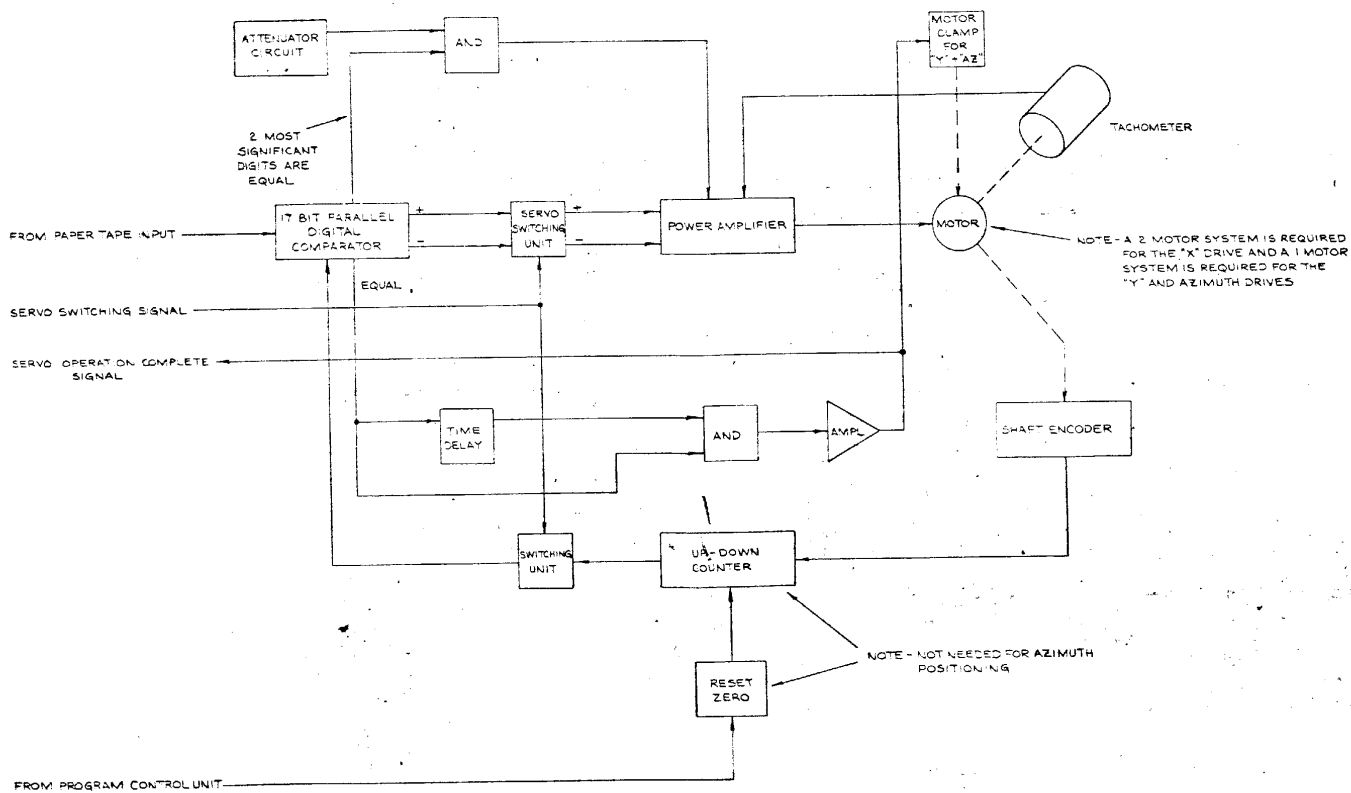 ATTENUATOR
CIRCUIT
AND
MOTOR
CLAMP
FOR
"Y" + "AZ"
TACHOMETER
2 MOST
SIGNIFICANT
DIGITS ARE
EQUAL
FROM PAPER TAPE INPUT
17 BIT PARALLEL
DIGITAL
COMPARATOR
+
-
SERVO
SWITCHING
UNIT
+
-
POWER AMPLIFIER
MOTOR
NOTE - A 2 MOTOR SYSTEM IS REQUIRED
FOR THE "X" DRIVE AND A 1 MOTOR
SYSTEM IS REQUIRED FOR THE
"Y" AND AZIMUTH DRIVES
EQUAL
SERVO SWITCHING SIGNAL
SERVO OPERATION COMPLETE
SIGNAL
TIME
DELAY
AND
AMPL
SHAFT ENCODER
SWITCHING
UNIT
UP-DOWN
COUNTER
NOTE - NOT NEEDED FOR AZIMUTH
POSITIONING
RESET
ZERO
FROM PROGRAM CONTROL UNIT